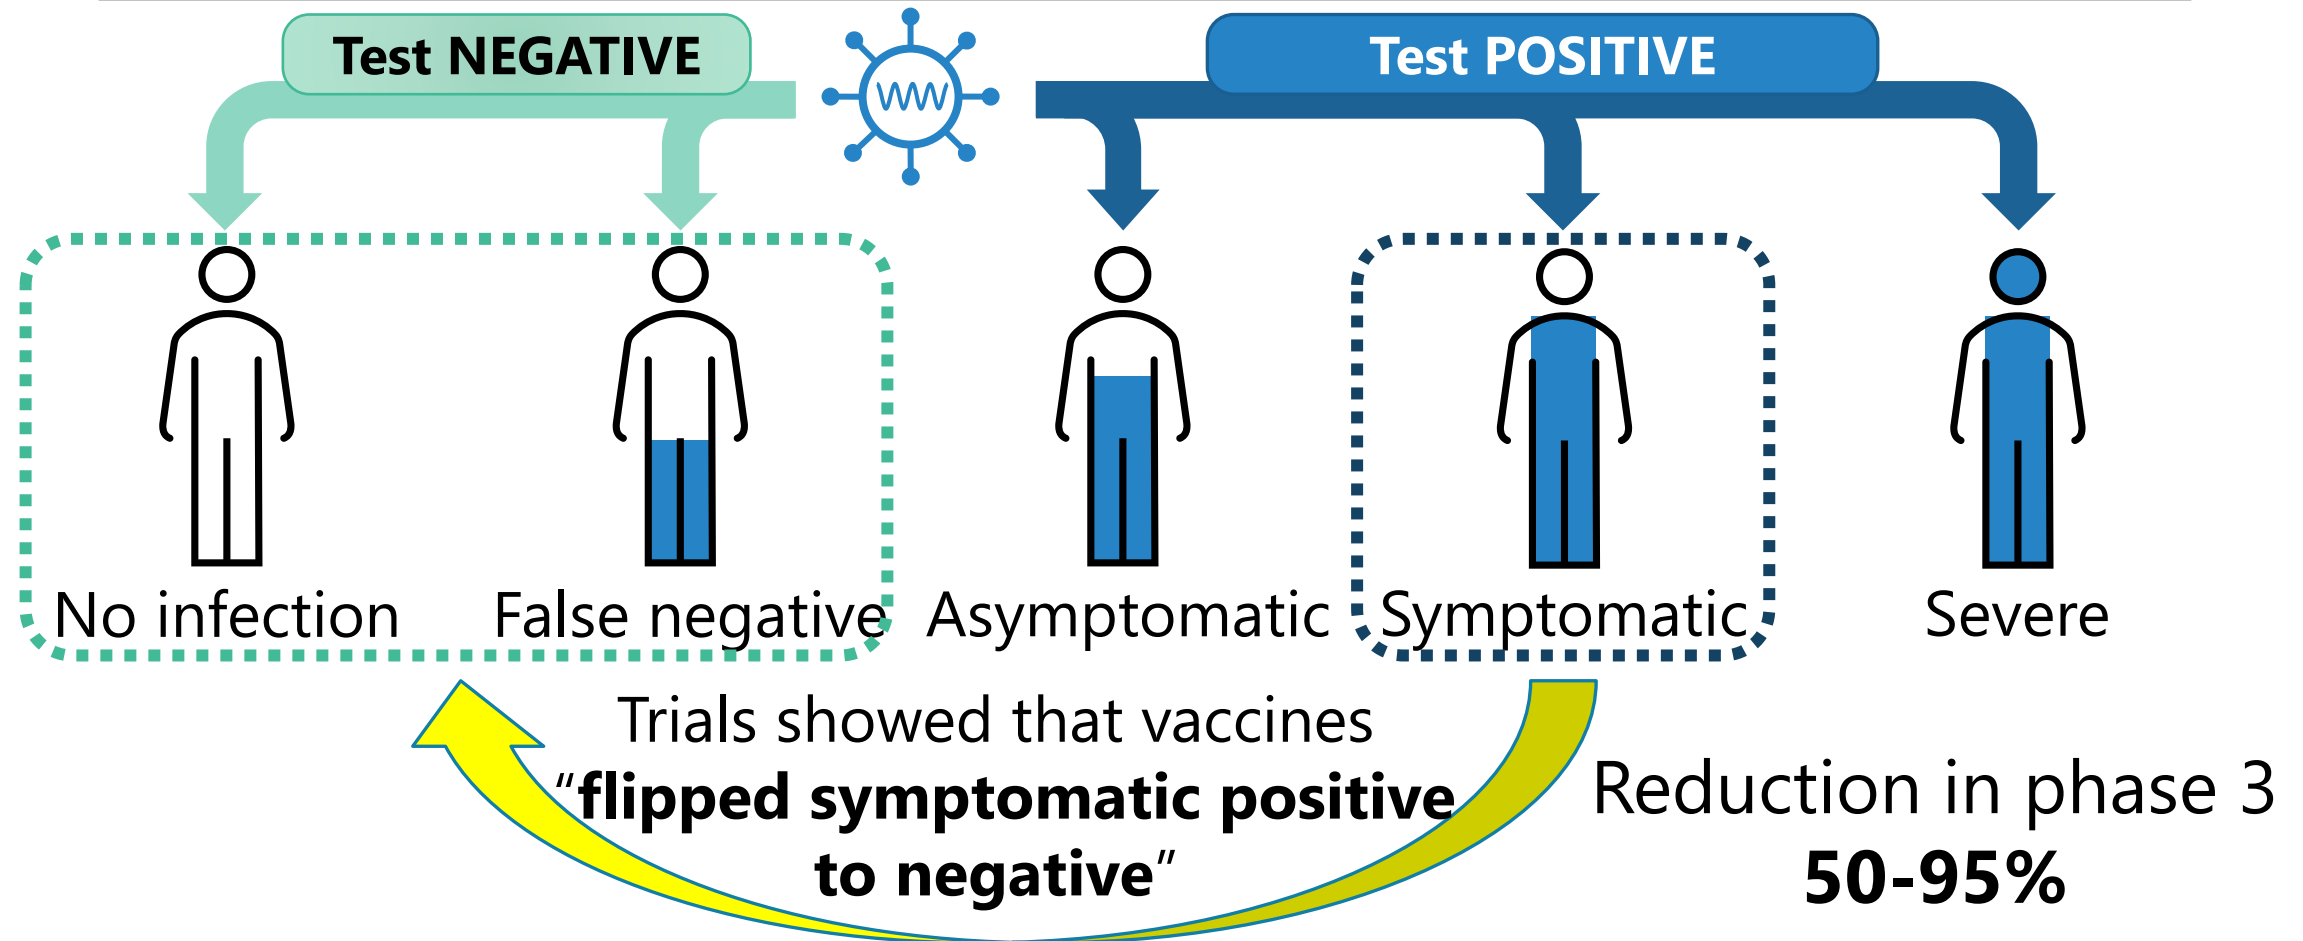 Test NEGATIVE
Test POSITIVE
No infection
False negative
Asymptomatic
Symptomatic
Severe
Trials showed that vaccines
“flipped symptomatic positive
to negative”
Reduction in phase 3
50-95%